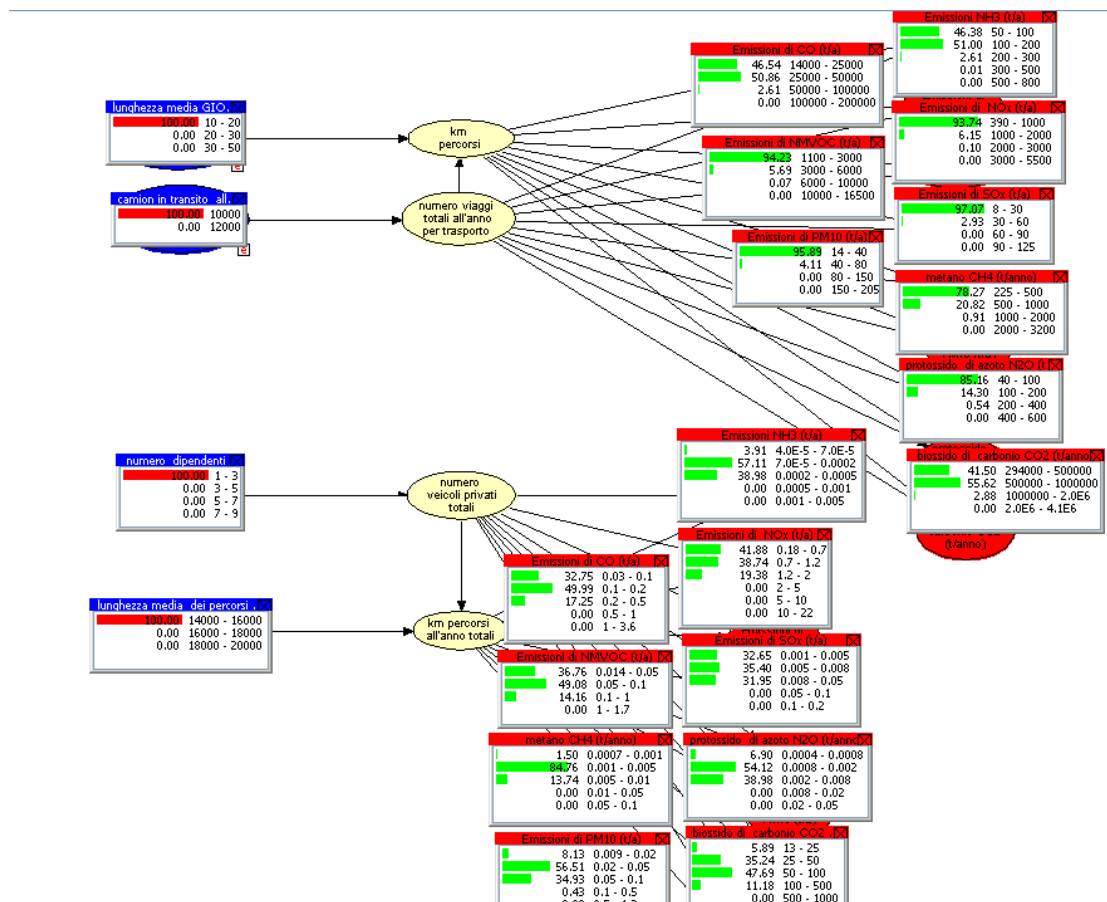 Emissioni NH3 (t/a)
46.38 50 - 100
51.00 100 - 200
2.61 200 - 300
0.01 300 - 500
0.00 500 - 800
Emissioni di CO (t/a)
46.54 14000 - 25000
50.86 25000 - 50000
2.61 50000 - 100000
0.00 100000 - 200000
lunghezza media GIO.
100.00 10 - 20
0.00 20 - 30
0.00 30 - 50
e
km
percorsi
Emissioni di NOx (t/a)
93.74 390 - 1000
6.15 1000 - 2000
0.10 2000 - 3000
0.00 3000 - 5500
Emissioni di NMVOC (t/a)
94.23 1100 - 3000
5.69 3000 - 6000
0.07 6000 - 10000
0.00 10000 - 16500
camion in transito all.
100.00 10000
0.00 12000
e
numero viaggi
totali all'anno
per trasporto
Emissioni di SOx (t/a)
97.07 8 - 30
2.93 30 - 60
0.00 60 - 90
0.00 90 - 125
Emissioni di PM10 (t/a)
95.89 14 - 40
4.11 40 - 80
0.00 80 - 150
0.00 150 - 205
metano CH4 (t/anno)
78.27 225 - 500
20.82 500 - 1000
0.91 1000 - 2000
0.00 2000 - 3200
protossido di azoto N2O (t
85.16 40 - 100
14.30 100 - 200
0.54 200 - 400
0.00 400 - 600
biossido di carbonio CO2 (t/anno
41.50 294000 - 500000
55.62 500000 - 1000000
2.88 1000000 - 2.0E6
0.00 2.0E6 - 4.1E6
(t/anno)
numero dipendenti
100.00 1 - 3
0.00 3 - 5
0.00 5 - 7
0.00 7 - 9
numero
veicoli privati
totali
Emissioni NH3 (t/a)
3.91 4.0E-5 - 7.0E-5
57.11 7.0E-5 - 0.0002
38.98 0.0002 - 0.0005
0.00 0.0005 - 0.001
0.00 0.001 - 0.005
Emissioni di NOx (t/a)
41.88 0.18 - 0.7
38.74 0.7 - 1.2
19.38 1.2 - 2
0.00 2 - 5
0.00 5 - 10
0.00 10 - 22
Emissioni di CO (t/a)
32.75 0.03 - 0.1
49.99 0.1 - 0.2
17.25 0.2 - 0.5
0.00 0.5 - 1
0.00 1 - 3.6
lunghezza media dei percorsi .
100.00 14000 - 16000
0.00 16000 - 18000
0.00 18000 - 20000
km percorsi
all'anno totali
Emissioni di SOx (t/a)
32.65 0.001 - 0.005
35.40 0.005 - 0.008
31.95 0.008 - 0.05
0.00 0.05 - 0.1
0.00 0.1 - 0.2
Emissioni di NMVOC (t/a)
36.76 0.014 - 0.05
49.08 0.05 - 0.1
14.16 0.1 - 1
0.00 1 - 1.7
metano CH4 (t/anno)
1.50 0.0007 - 0.001
84.76 0.001 - 0.005
13.74 0.005 - 0.01
0.00 0.01 - 0.05
0.00 0.05 - 0.1
protossido di azoto N2O (t/anno
6.90 0.0004 - 0.0008
54.12 0.0008 - 0.002
38.98 0.002 - 0.008
0.00 0.008 - 0.02
0.00 0.02 - 0.05
Emissioni di PM10 (t/a)
8.13 0.009 - 0.02
56.51 0.02 - 0.05
34.93 0.05 - 0.1
0.43 0.1 - 0.5
biossido di carbonio CO2 .
5.89 13 - 25
35.24 25 - 50
47.69 50 - 100
11.18 100 - 500
0.00 500 - 1000